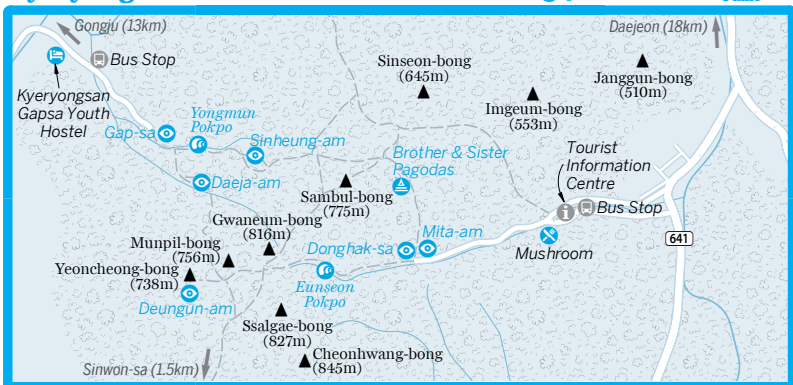 Gongju (13km)
Daejeon (18km)
Bus Stop
Sinseon-bong
(645m)
Janggun-bong
(510m)
Imgeum-bong
(553m)
Kyeryongsan
Gapsa Youth
Hostel
Yongmun
Pokpo
Gap-sa
Sinheung-am
Tourist
Information
Centre
Brother & Sister
Pagodas
Daeja-am
Sambul-bong
(775m)
Bus Stop
Gwaneum-bong
(816m)
Mita-am
Donghak-sa
Mushroom
641
Munpil-bong
(756m)
Yeoncheong-bong
(738m)
Eunseon
Pokpo
Deungun-am
Ssalgae-bong
(827m)
Cheonhwang-bong
(845m)
Sinwon-sa (1.5km)